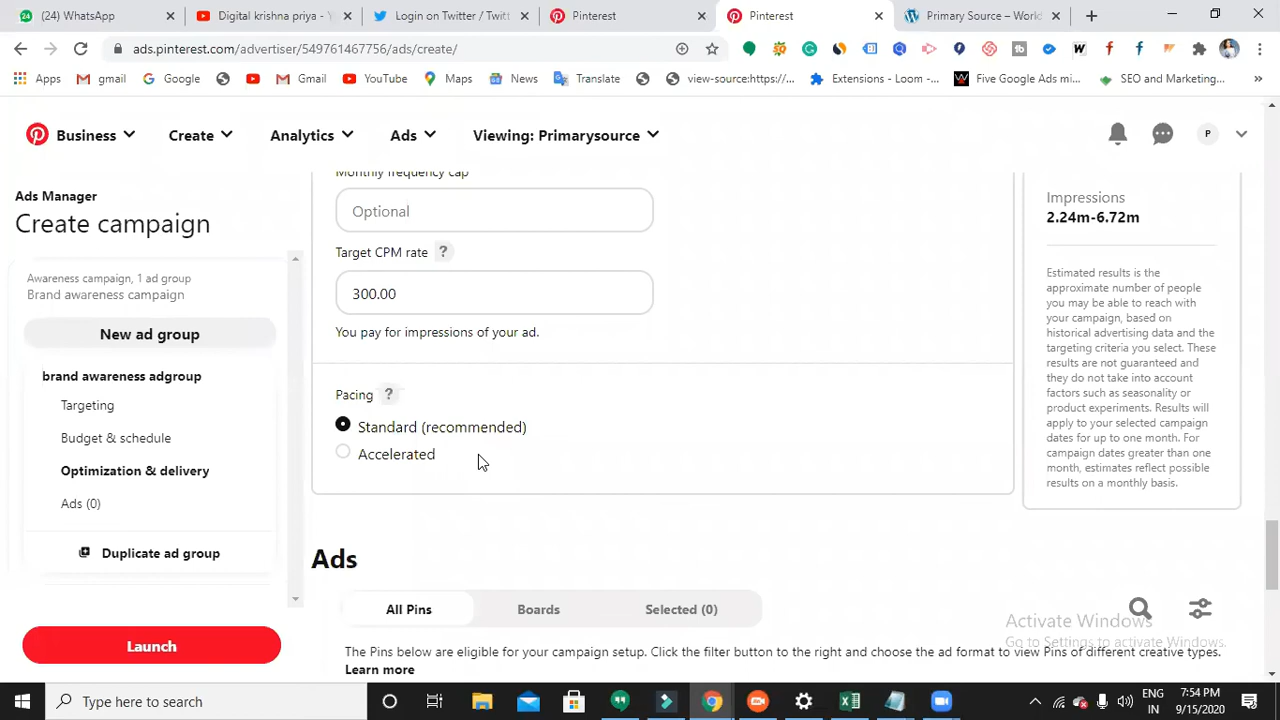 (24) WhatsApp
Digital krishna priya - Y
Login on Twitter / Twitter
Pinterest
Pinterest
Primary Source – World
ads.pinterest.com/advertiser/549761467756/ads/create/
Apps
gmail
Google
Gmail
YouTube
Maps
News
Translate
view-source:https://...
Extensions - Loom -...
Five Google Ads mi...
SEO and Marketing...
Business
Create
Analytics
Ads
Viewing: Primarysource
P
Ads Manager
Create campaign
Awareness campaign, 1 ad group
Brand awareness campaign
New ad group
brand awareness adgroup
Targeting
Budget & schedule
Optimization & delivery
Ads (0)
Duplicate ad group
Launch
Monthly frequency cap
Optional
Target CPM rate ?
300.00
You pay for impressions of your ad.
Pacing ?
Standard (recommended)
Accelerated
Ads
All Pins
Boards
Selected (0)
The Pins below are eligible for your campaign setup. Click the filter button to the right and choose the ad format to view Pins of different creative types.
Learn more
Impressions
2.24m-6.72m
Estimated results is the
approximate number of people
you may be able to reach with
your campaign, based on
historical advertising data and the
targeting criteria you select. These
results are not guaranteed and
they do not take into account
factors such as seasonality or
product experiments. Results will
apply to your selected campaign
dates for up to one month. For
campaign dates greater than one
month, estimates reflect possible
results on a monthly basis.
Activate Windows
Go to Settings to activate Windows.
Type here to search
ENG
IN
7:54 PM
9/15/2020